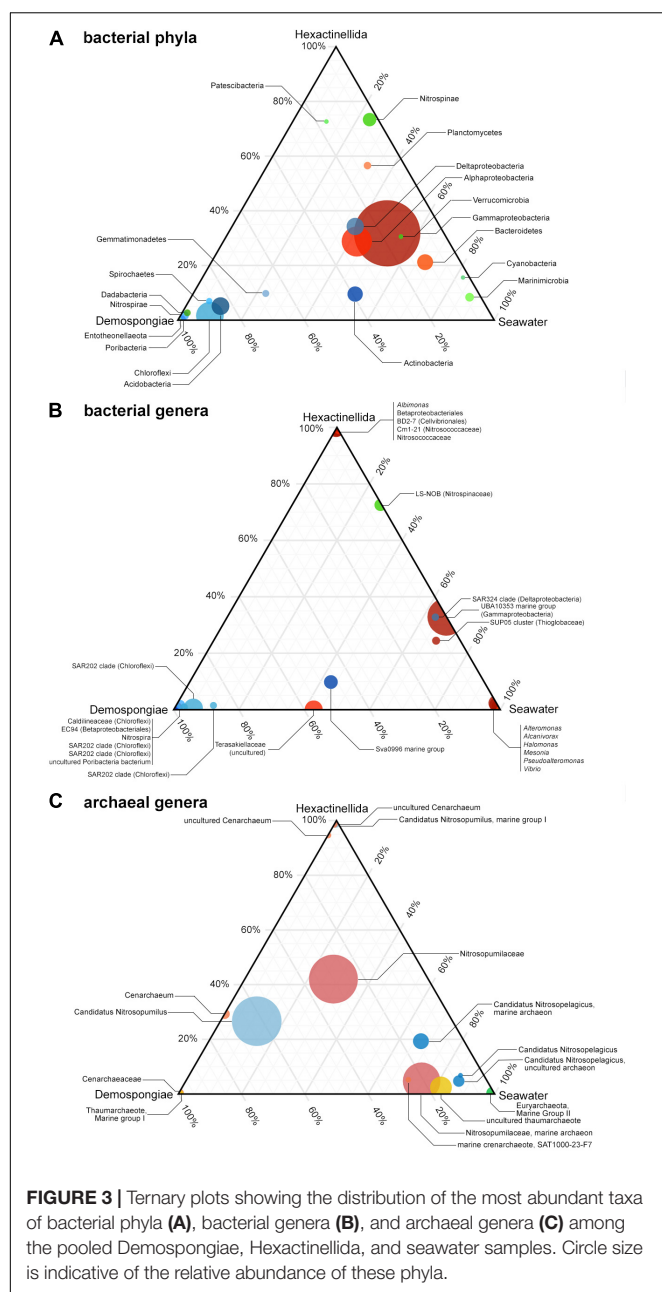 A bacterial phyla
Hexactinellida
100%
20%
Patescibacteria
Nitrospinae
80%
Planctomycetes
40%
Deltaproteobacteria
60%
Alphaproteobacteria
60%
Verrucomicrobia
40%
Gammaproteobacteria
Gemmatimonadetes
80%
Bacteroidetes
Spirochaetes
20%
Cyanobacteria
Dadabacteria
Marinimicrobia
Nitrospirae
100%
Demospongiae
Seawater
Entotheonellaeota
100%
80%
60%
40%
20%
Poribacteria
Chloroflexi
Actinobacteria
Acidobacteria
B bacterial genera
Albimonas
Betaproteobacteriales
BD2-7 (Cellvibrionales)
Cm1-21 (Nitrosococcaceae)
Nitrosococcaceae
Hexactinellida
100%
20%
80%
LS-NOB (Nitrospinaceae)
40%
60%
60%
40%
SAR324 clade (Deltaproteobacteria)
UBA10353 marine group
(Gammaproteobacteria)
SUP05 cluster (Thioglobaceae)
80%
SAR202 clade (Chloroflexi)
20%
100%
Demospongiae
Seawater
100%
80%
60%
40%
20%
Caldilineaceae (Chloroflexi)
EC94 (Betaproteobacteriales)
Nitrospira
SAR202 clade (Chloroflexi)
SAR202 clade (Chloroflexi)
uncultured Poribacteria bacterium
SAR202 clade (Chloroflexi)
Terasakiellaceae
(uncultured)
Sva0996 marine group
Alteromonas
Alcanivorax
Halomonas
Mesonia
Pseudoalteromonas
Vibrio
C archaeal genera
Hexactinellida
uncultured Cenarchaeum
uncultured Cenarchaeum
100%
Candidatus Nitrosopumilus, marine group I
20%
80%
40%
60%
Nitrosopumilaceae
60%
40%
Cenarchaeum
Candidatus Nitrosopumilus
Candidatus Nitrosopelagicus,
marine archaeon
80%
20%
Candidatus Nitrosopelagicus
Candidatus Nitrosopelagicus,
uncultured archaeon
Cenarchaeaceae
100%
Demospongiae
Seawater
Thaumarchaeote,
Marine group I
100%
80%
60%
40%
20%
Euryarchaeota,
Marine Group II
uncultured thaumarchaeote
Nitrosopumilaceae, marine archaeon
marine crenarchaeote, SAT1000-23-F7
FIGURE 3 | Ternary plots showing the distribution of the most abundant taxa
of bacterial phyla (A), bacterial genera (B), and archaeal genera (C) among
the pooled Demospongiae, Hexactinellida, and seawater samples. Circle size
is indicative of the relative abundance of these phyla.